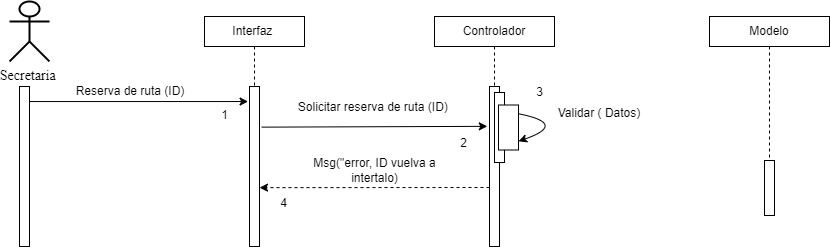 Interfaz
Controlador
Modelo
Secretaria
Reserva de ruta (ID)
1
Solicitar reserva de ruta (ID)
2
3
Validar ( Datos)
Msg("error, ID vuelva a
intertalo)
4